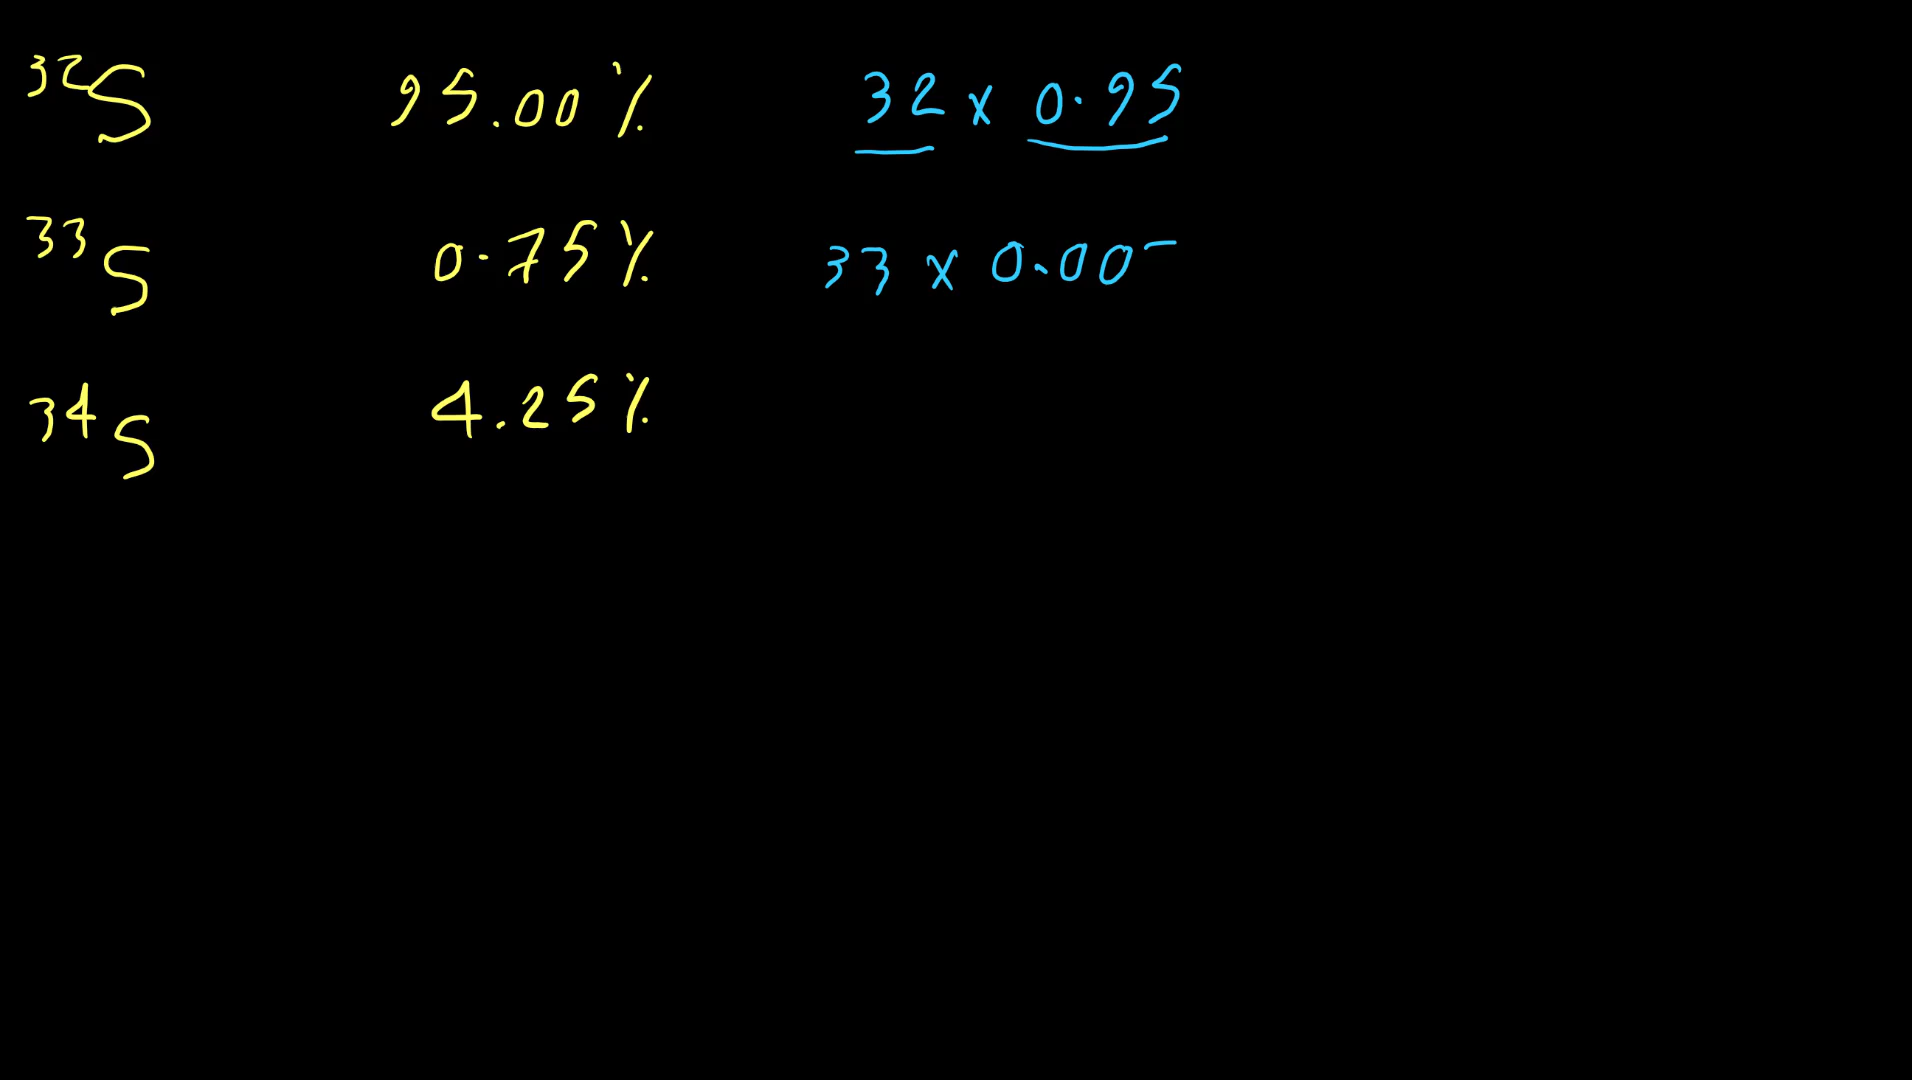 ³²S 95.00% 32 x 0.95
³³S 0.75% 33 x 0.00
³⁴S 4.25%